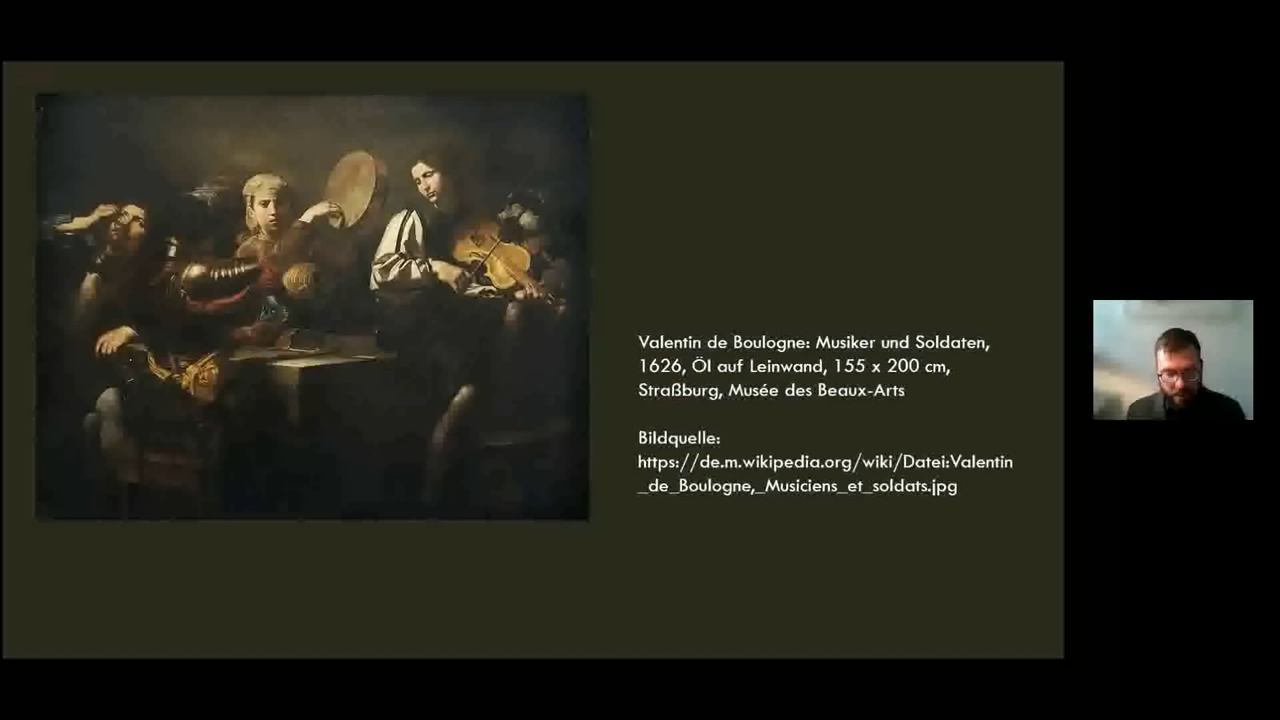 Valentin de Boulogne: Musiker und Soldaten,
1626, Öl auf Leinwand, 155 x 200 cm,
Straßburg, Musée des Beaux-Arts
Bildquelle:
https://de.m.wikipedia.org/wiki/Datei:Valentin
_de_Boulogne,_Musiciens_et_soldats.jpg